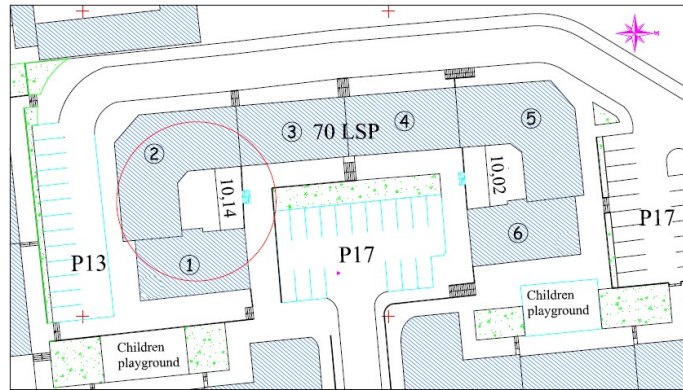 ⑤
④
③ 70 LSP
②
10,02
10,14
⑥
P17
P17
P13
①
Children
playground
Children
playground